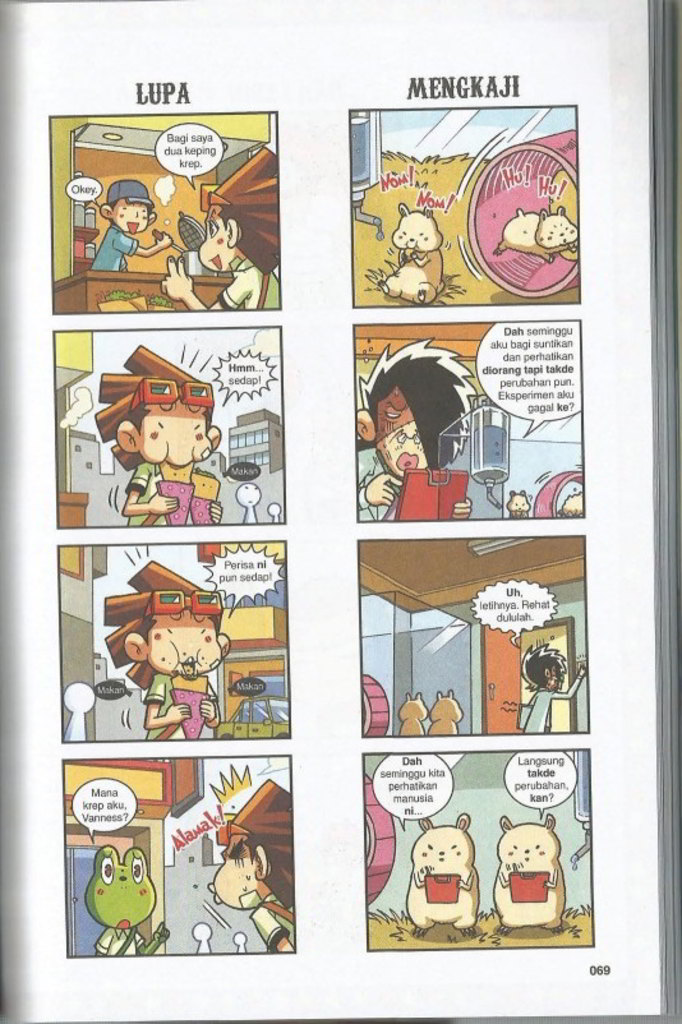 LUPA
Bagi saya
dua keping
krep.
Okey.
Hmm...
sedap!
Makan
Perisa ni
pun sedap!
Makan
Makan
Mana
krep aku,
Vanness?
Alamak!
MENGKAJI
Nom!
Nom!
Hu!
Hu!
Dah seminggu
aku bagi suntikan
dan perhatikan
diorang tapi takde
perubahan pun.
Eksperimen aku
gagal ke?
Uh,
letihnya. Rehat
dululah.
Dah
seminggu kita
perhatikan
manusia
ni...
Langsung
takde
perubahan,
kan?
069